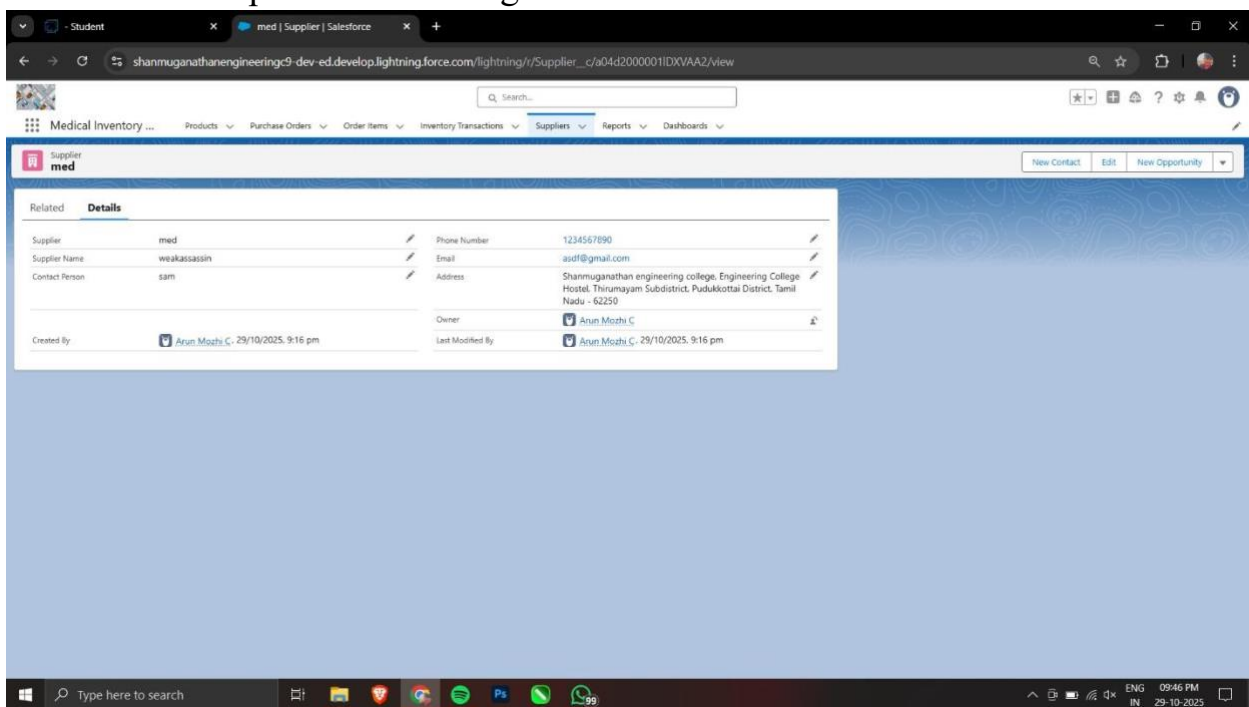 - Student
med | Supplier | Salesforce
shanmuganathanengineeringc9-dev-ed.develop.lightning.force.com/lightning/r/Supplier__c/a04d2000001IDXVAA2/view
Search...
Medical Inventory ... Products Purchase Orders Order Items Inventory Transactions Suppliers Reports Dashboards
Supplier
med
New Contact Edit New Opportunity
Related Details
Supplier med Phone Number 1234567890
Supplier Name weakassassin Email asdf@gmail.com
Contact Person sam Address Shanmuganathan engineering college, Engineering College
Hostel, Thirumayam Subdistrict, Pudukkottai District, Tamil
Nadu - 62250
Owner Arun Mozhi C
Created By Arun Mozhi C, 29/10/2025, 9:16 pm Last Modified By Arun Mozhi C, 29/10/2025, 9:16 pm
Type here to search
Ps
99
ENG 09:46 PM
IN 29-10-2025